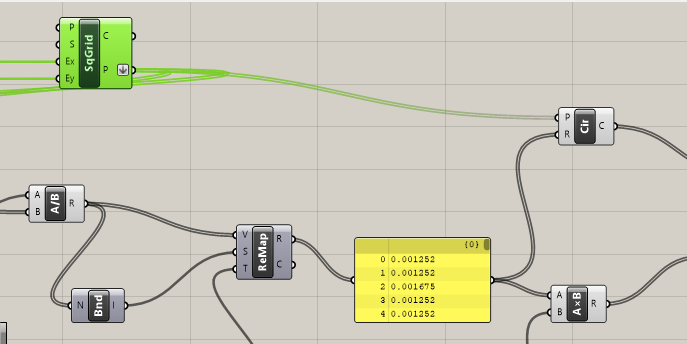 P
S
Ex
Ey
SqGrid
C
P
P
R
Cir
C
A
B
A/B
R
V
S
T
ReMap
R
C
{0}
0 0.001252
1 0.001252
2 0.001675
3 0.001252
4 0.001252
N
Bnd
I
A
B
A×B
R